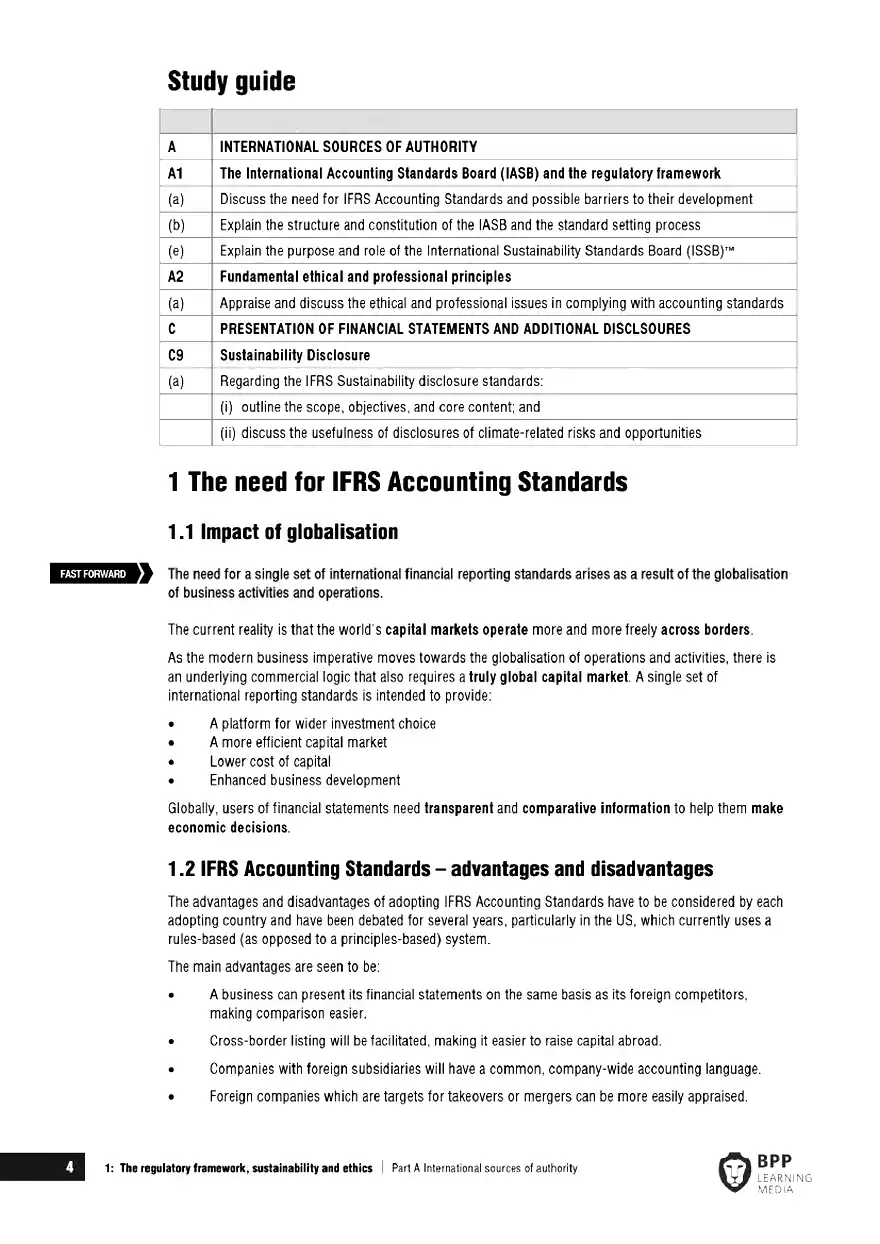 Study guide
A INTERNATIONAL SOURCES OF AUTHORITY
A1 The International Accounting Standards Board (IASB) and the regulatory framework
(a) Discuss the need for IFRS Accounting Standards and possible barriers to their development
(b) Explain the structure and constitution of the IASB and the standard setting process
(e) Explain the purpose and role of the International Sustainability Standards Board (ISSB)™
A2 Fundamental ethical and professional principles
(a) Appraise and discuss the ethical and professional issues in complying with accounting standards
C PRESENTATION OF FINANCIAL STATEMENTS AND ADDITIONAL DISCLSOURES
C9 Sustainability Disclosure
(a) Regarding the IFRS Sustainability disclosure standards:
(i) outline the scope, objectives, and core content; and
(ii) discuss the usefulness of disclosures of climate-related risks and opportunities
1 The need for IFRS Accounting Standards
1.1 Impact of globalisation
FAST FORWARD
The need for a single set of international financial reporting standards arises as a result of the globalisation
of business activities and operations.
The current reality is that the world's capital markets operate more and more freely across borders.
As the modern business imperative moves towards the globalisation of operations and activities, there is
an underlying commercial logic that also requires a truly global capital market. A single set of
international reporting standards is intended to provide:
• A platform for wider investment choice
• A more efficient capital market
• Lower cost of capital
• Enhanced business development
Globally, users of financial statements need transparent and comparative information to help them make
economic decisions.
1.2 IFRS Accounting Standards – advantages and disadvantages
The advantages and disadvantages of adopting IFRS Accounting Standards have to be considered by each
adopting country and have been debated for several years, particularly in the US, which currently uses a
rules-based (as opposed to a principles-based) system.
The main advantages are seen to be:
• A business can present its financial statements on the same basis as its foreign competitors,
making comparison easier.
• Cross-border listing will be facilitated, making it easier to raise capital abroad.
• Companies with foreign subsidiaries will have a common, company-wide accounting language.
• Foreign companies which are targets for takeovers or mergers can be more easily appraised.
4 1: The regulatory framework, sustainability and ethics | Part A International sources of authority
BPP
LEARNING
MEDIA